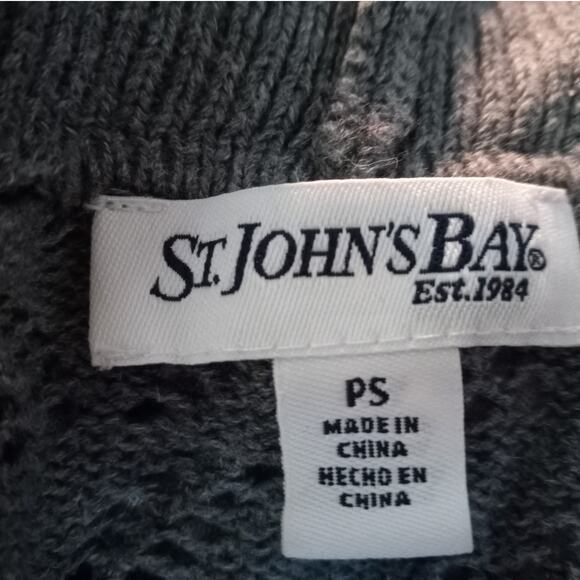 ST. JOHN'S BAY®
EST.1984
PS
MADE IN
CHINA
HECHO EN
CHINA